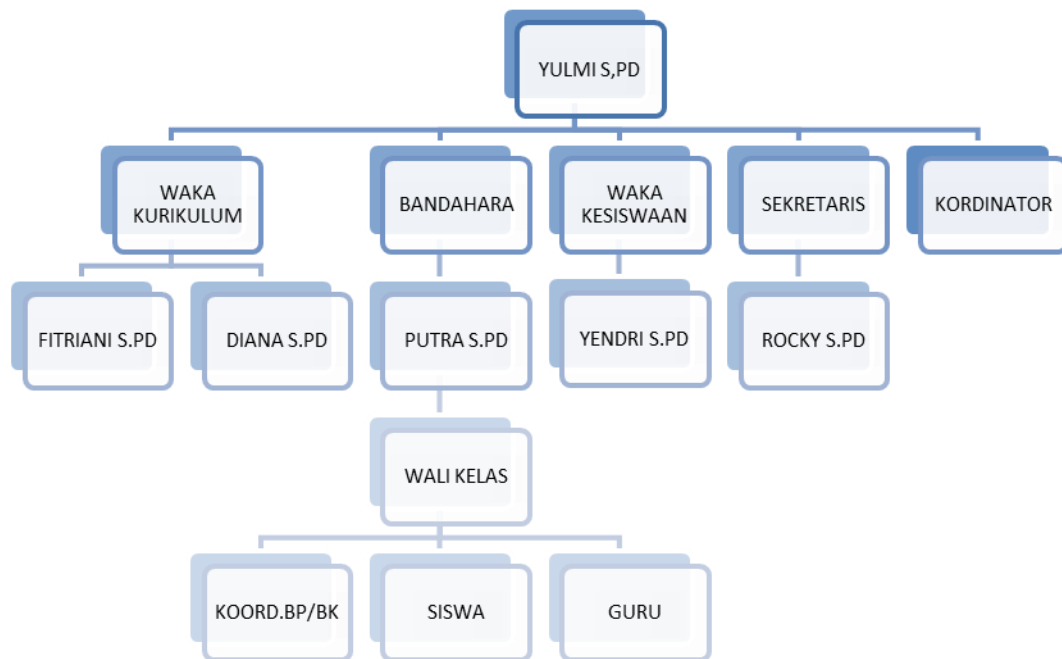 YULMI S,PD
WAKA
KURIKULUM
BANDAHARA
WAKA
KESISWAAN
SEKRETARIS
KORDINATOR
FITRIANI S.PD
DIANA S.PD
PUTRA S.PD
YENDRI S.PD
ROCKY S.PD
WALI KELAS
KOORD.BP/BK
SISWA
GURU